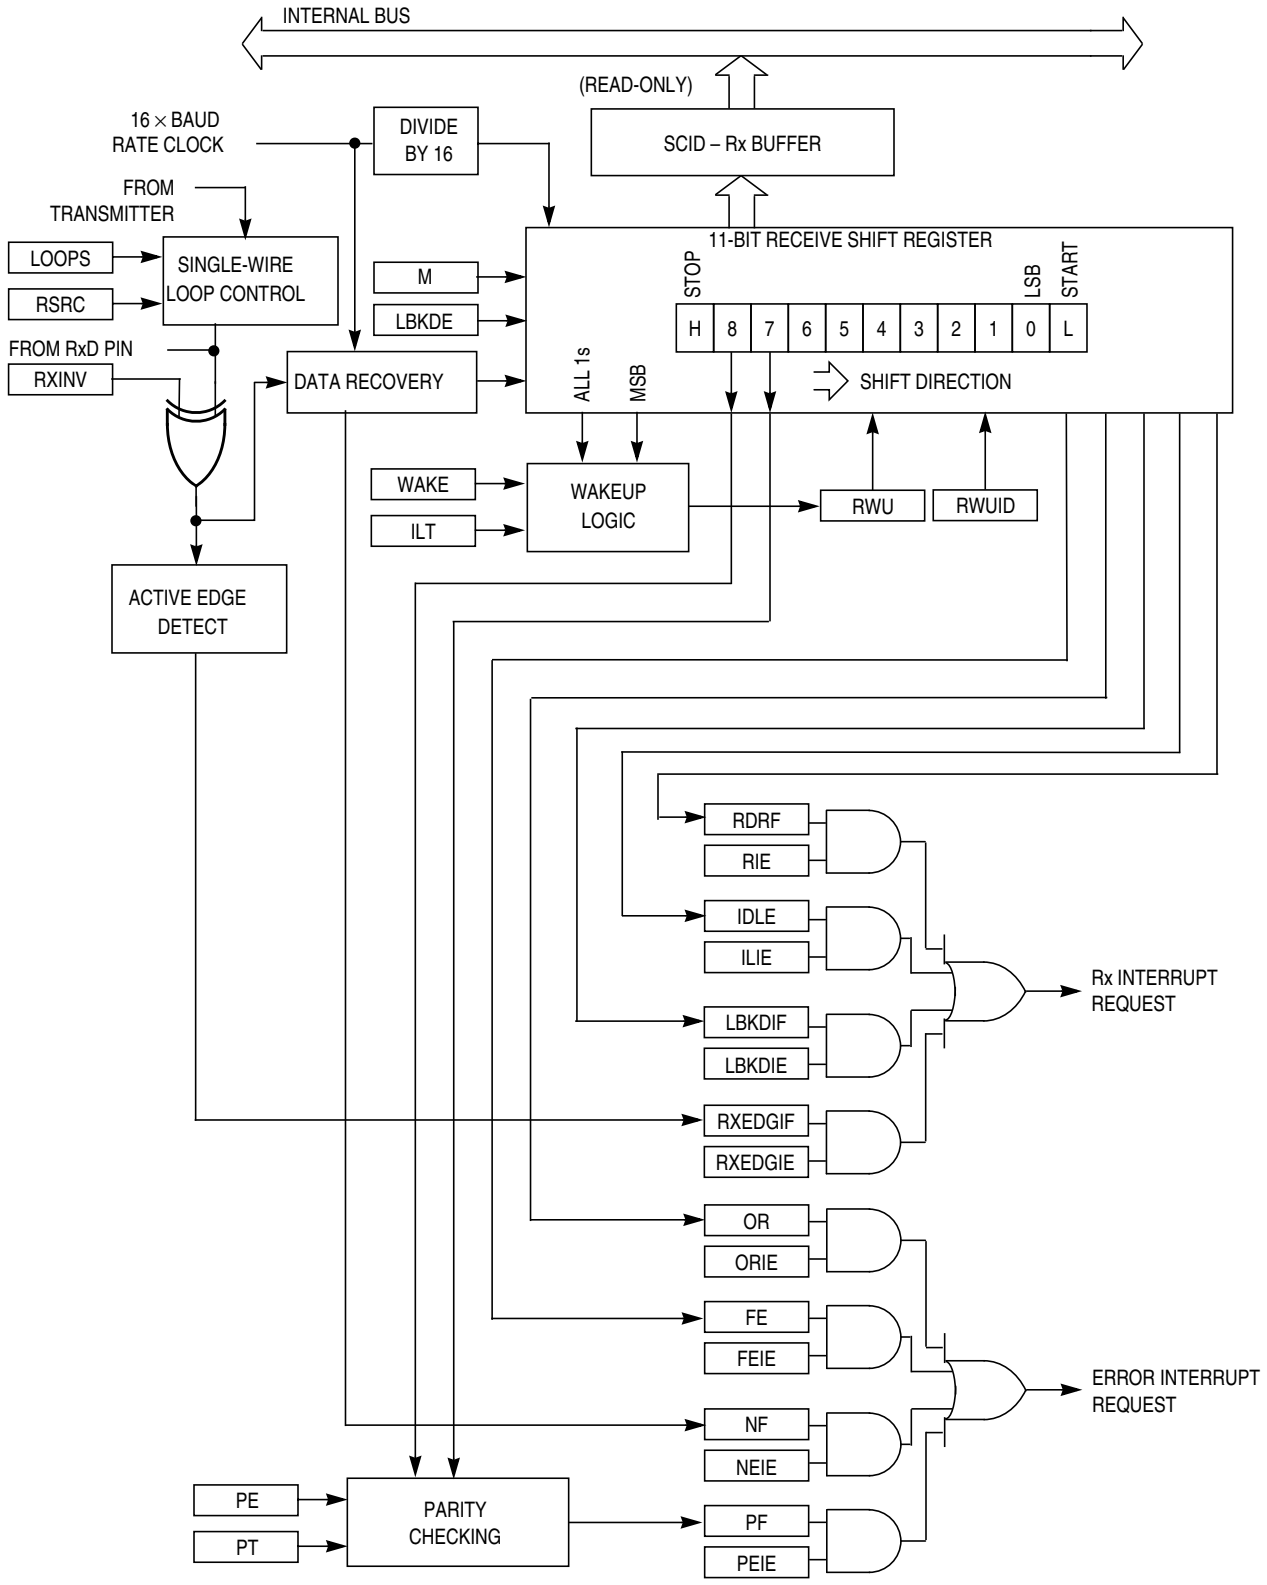 INTERNAL BUS
(READ-ONLY)
16 × BAUD
RATE CLOCK
DIVIDE
BY 16
SCID – Rx BUFFER
FROM
TRANSMITTER
11-BIT RECEIVE SHIFT REGISTER
LOOPS
SINGLE-WIRE
LOOP CONTROL
RSRC
M
LBKDE
STOP
LSB
START
H 8 7 6 5 4 3 2 1 0 L
FROM RxD PIN
RXINV
DATA RECOVERY
ALL 1s
MSB
SHIFT DIRECTION
WAKE
ILT
WAKEUP
LOGIC
RWU
RWUID
ACTIVE EDGE
DETECT
RDRF
RIE
IDLE
ILIE
Rx INTERRUPT
REQUEST
LBKDIF
LBKDIE
RXEDGIF
RXEDGIE
OR
ORIE
FE
FEIE
ERROR INTERRUPT
REQUEST
NF
NEIE
PE
PT
PARITY
CHECKING
PF
PEIE